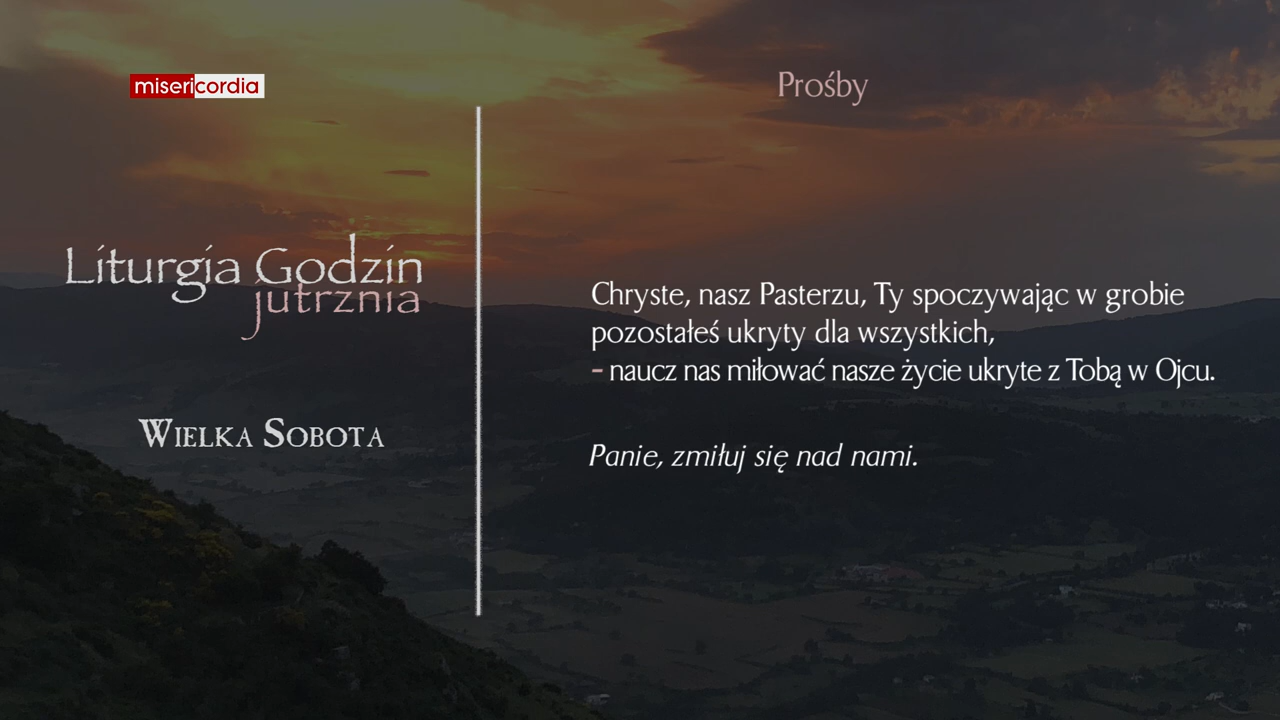 misericordia
Liturgia Godzin
jutrznia
Wielka Sobota
Prośby
Chryste, nasz Pasterzu, Ty spoczywając w grobie
pozostałeś ukryty dla wszystkich,
- naucz nas miłować nasze życie ukryte z Tobą w Ojcu.
Panie, zmiłuj się nad nami.